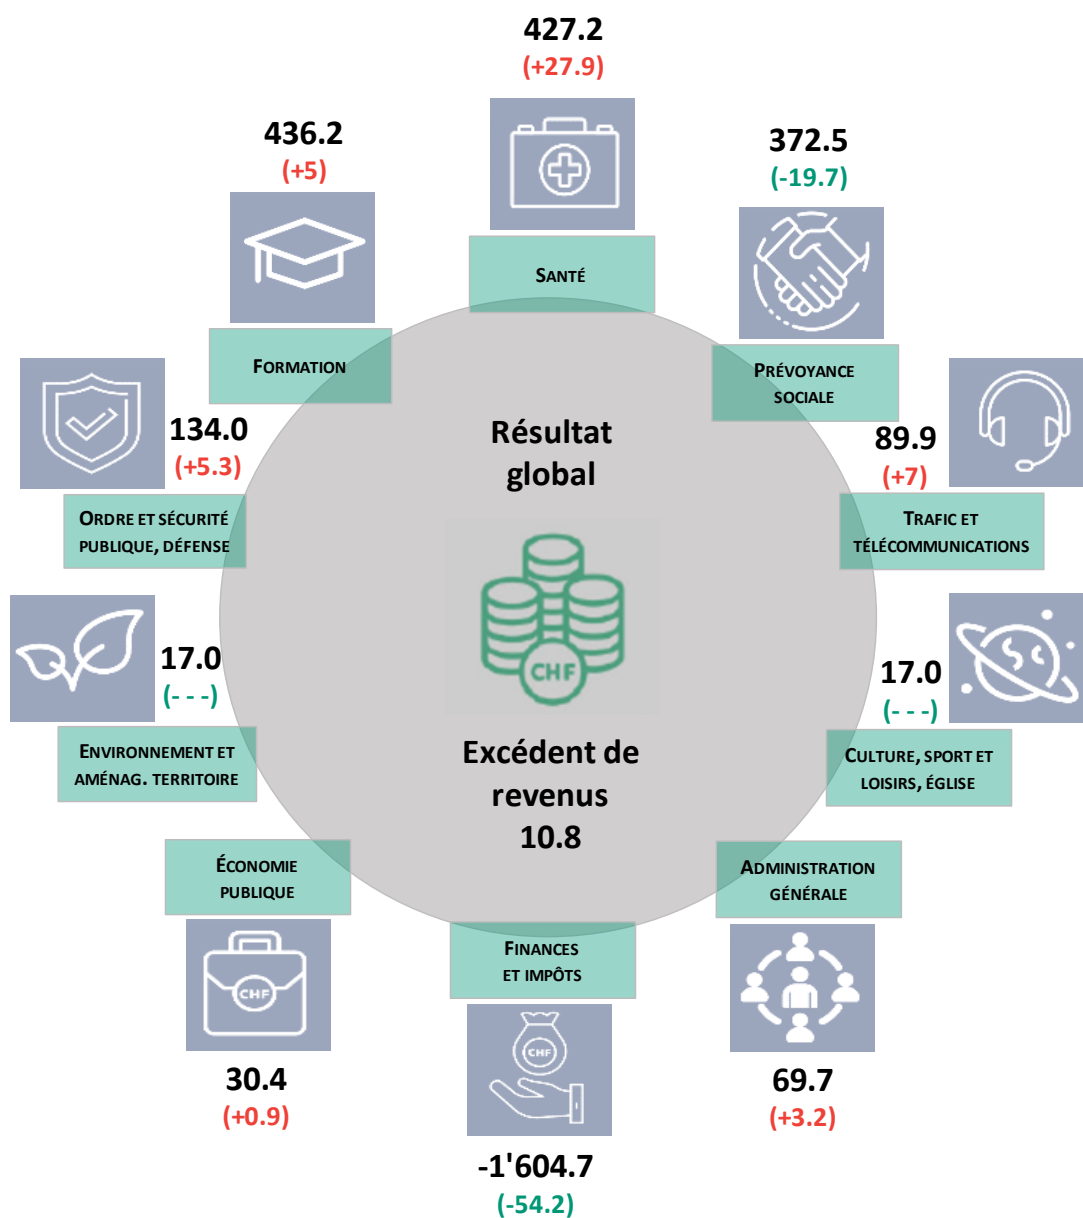 427.2
(+27.9)
SANTÉ
436.2
(+5)
FORMATION
372.5
(-19.7)
PRÉVOYANCE
SOCIALE
134.0
(+5.3)
ORDRE ET SÉCURITÉ
PUBLIQUE, DÉFENSE
89.9
(+7)
TRAFIC ET
TÉLÉCOMMUNICATIONS
Résultat
global
CHF
Excédent de
revenus
10.8
17.0
(- - -)
ENVIRONNEMENT ET
AMÉNAG. TERRITOIRE
17.0
(- - -)
CULTURE, SPORT ET
LOISIRS, ÉGLISE
ÉCONOMIE
PUBLIQUE
CHF
30.4
(+0.9)
FINANCES
ET IMPÔTS
CHF
-1'604.7
(-54.2)
ADMINISTRATION
GÉNÉRALE
69.7
(+3.2)